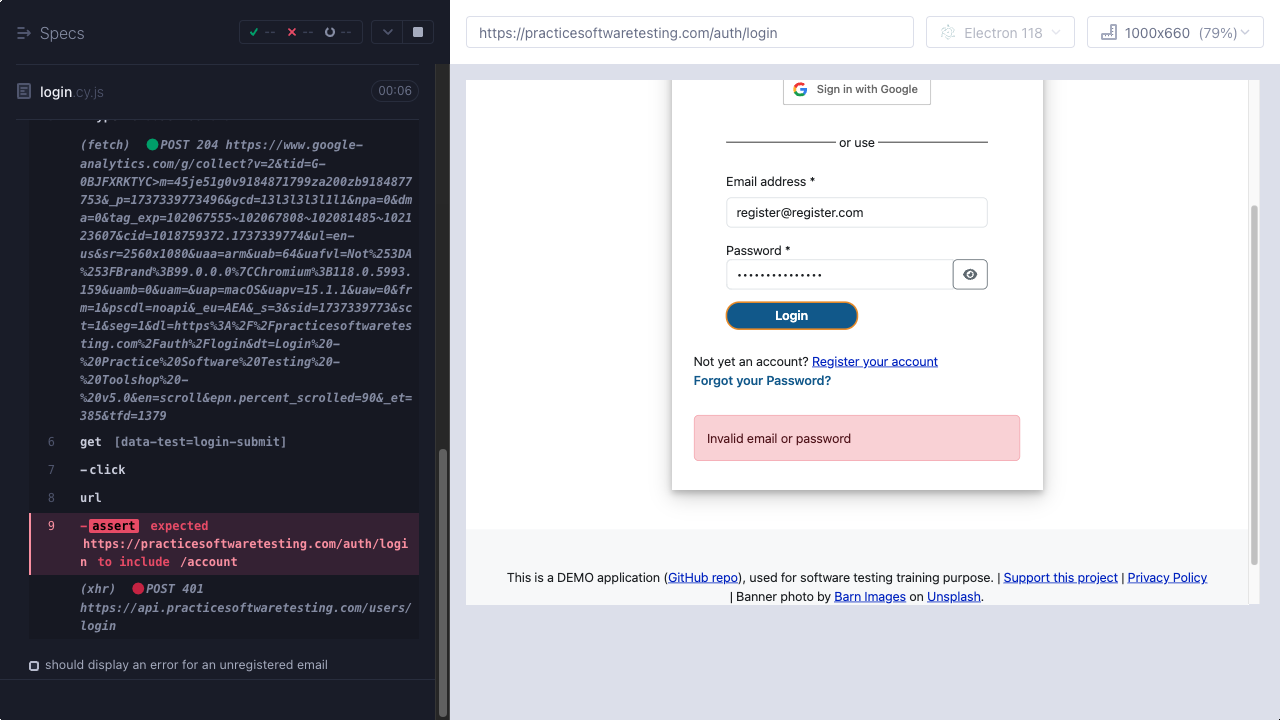 Specs
-- -- --
login.cy.js
00:06
(fetch) POST 204 https://www.google-
analytics.com/g/collect?v=2&tid=G-
0BJFXRKTYC>m=45je51g0v9184871799za200zb9184877
753&_p=1737339773496&gcd=13l3l3l3l1l1&npa=0&dm
a=0&tag_exp=102067555~102067808~102081485~1021
23607&cid=1018759372.1737339774&ul=en-
us&sr=2560x1080&uaa=arm&uab=64&uafvl=Not%253DA
%253FBrand%3B99.0.0.0%7CChromium%3B118.0.5993.
159&uamb=0&uam=&uap=macOS&uapv=15.1.1&uaw=0&fr
m=1&pscdl=noapi&_eu=AEA&_s=3&sid=1737339773&sc
t=1&seg=1&dl=https%3A%2F%2Fpracticesoftwaretes
ting.com%2Fauth%2Flogin&dt=Login%20-
%20Practice%20Software%20Testing%20-
%20Toolshop%20-
%20v5.0&en=scroll&epn.percent_scrolled=90&_et=
385&tfd=1379
6 get [data-test=login-submit]
7 -click
8 url
9 -assert expected
https://practicesoftwaretesting.com/auth/logi
n to include /account
(xhr) POST 401
https://api.practicesoftwaretesting.com/users/
login
should display an error for an unregistered email
https://practicesoftwaretesting.com/auth/login
Electron 118
1000x660 (79%)
Sign in with Google
or use
Email address *
register@register.com
Password *
•••••••••••••••
Login
Not yet an account? Register your account
Forgot your Password?
Invalid email or password
This is a DEMO application (GitHub repo), used for software testing training purpose. | Support this project | Privacy Policy
| Banner photo by Barn Images on Unsplash.